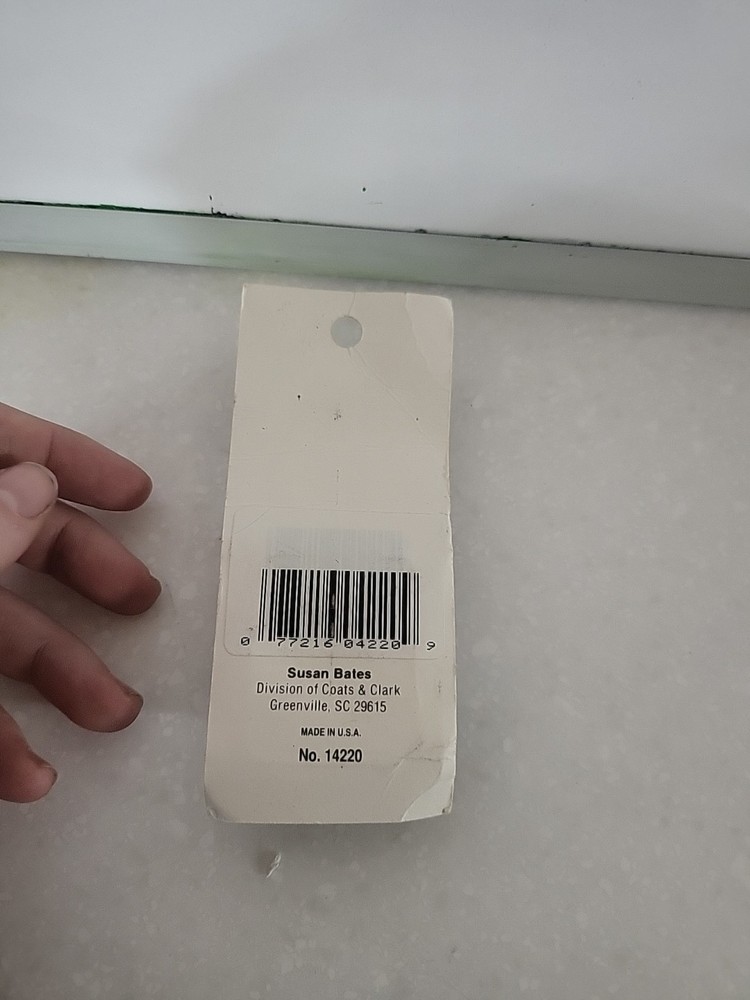 0 77216 04220 9
Susan Bates
Division of Coats & Clark
Greenville, SC 29615
MADE IN U.S.A.
No. 14220